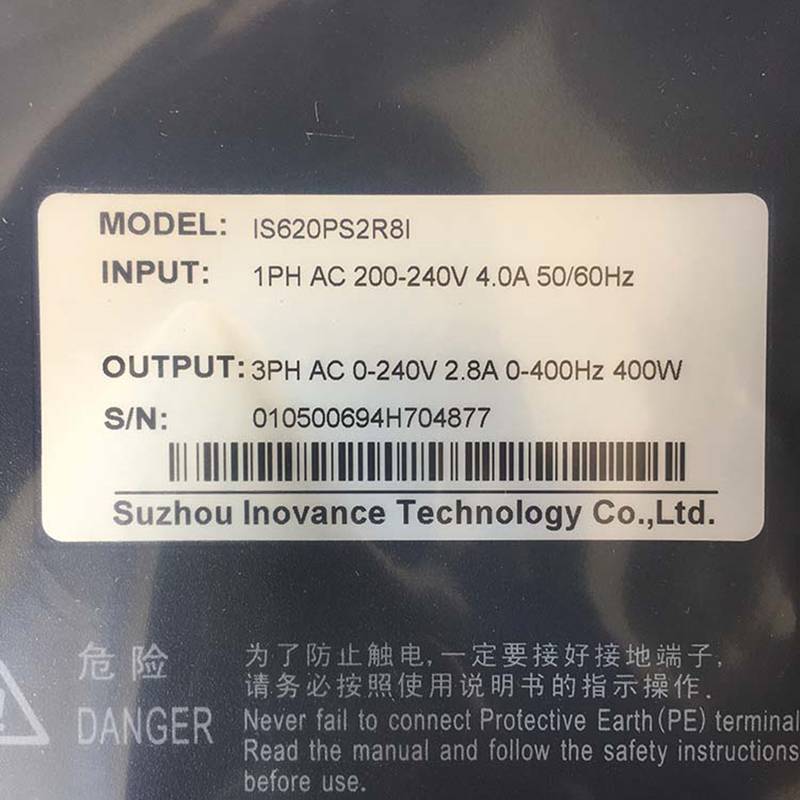 MODEL: IS620PS2R8I
INPUT: 1PH AC 200-240V 4.0A 50/60Hz
OUTPUT: 3PH AC 0-240V 2.8A 0-400Hz 400W
S/N: 010500694H704877
Suzhou Inovance Technology Co.,Ltd.
危险
为了防止触电,一定要接好接地端子,
请务必按照使用说明书的指示操作.
DANGER
Never fail to connect Protective Earth(PE) terminal
Read the manual and follow the safety instructions
before use.